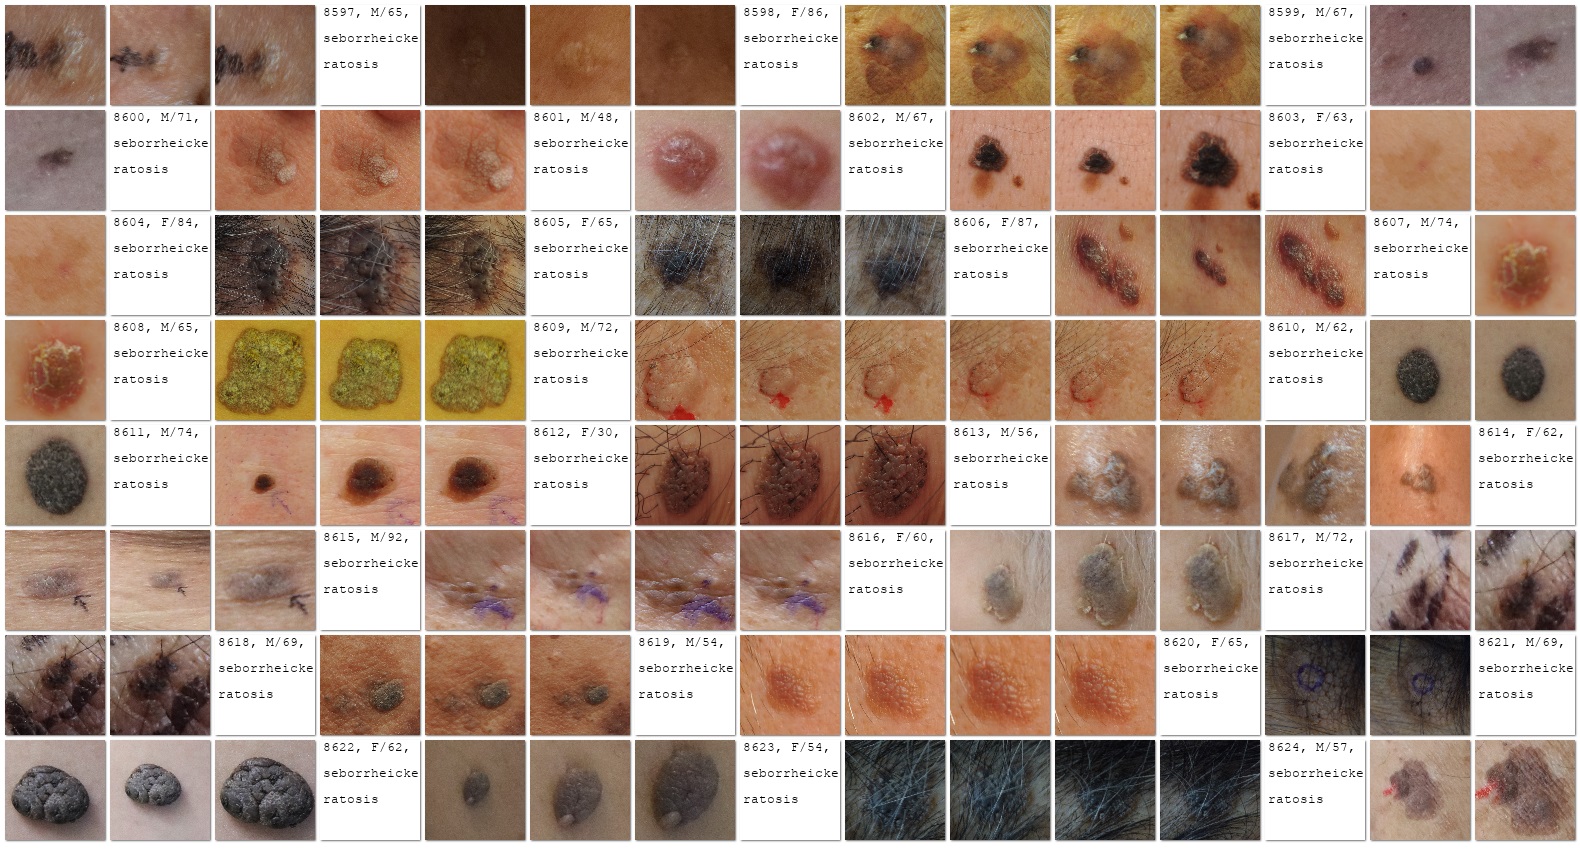 8597, M/65,
seborrheicke
ratosis
8598, F/86,
seborrheicke
ratosis
8599, M/67,
seborrheicke
ratosis
8600, M/71,
seborrheicke
ratosis
8601, M/48,
seborrheicke
ratosis
8602, M/67,
seborrheicke
ratosis
8603, F/63,
seborrheicke
ratosis
8604, F/84,
seborrheicke
ratosis
8605, F/65,
seborrheicke
ratosis
8606, F/87,
seborrheicke
ratosis
8607, M/74,
seborrheicke
ratosis
8608, M/65,
seborrheicke
ratosis
8609, M/72,
seborrheicke
ratosis
8610, M/62,
seborrheicke
ratosis
8611, M/74,
seborrheicke
ratosis
8612, F/30,
seborrheicke
ratosis
8613, M/56,
seborrheicke
ratosis
8614, F/62,
seborrheicke
ratosis
8615, M/92,
seborrheicke
ratosis
8616, F/60,
seborrheicke
ratosis
8617, M/72,
seborrheicke
ratosis
8618, M/69,
seborrheicke
ratosis
8619, M/54,
seborrheicke
ratosis
8620, F/65,
seborrheicke
ratosis
8621, M/69,
seborrheicke
ratosis
8622, F/62,
seborrheicke
ratosis
8623, F/54,
seborrheicke
ratosis
8624, M/57,
seborrheicke
ratosis